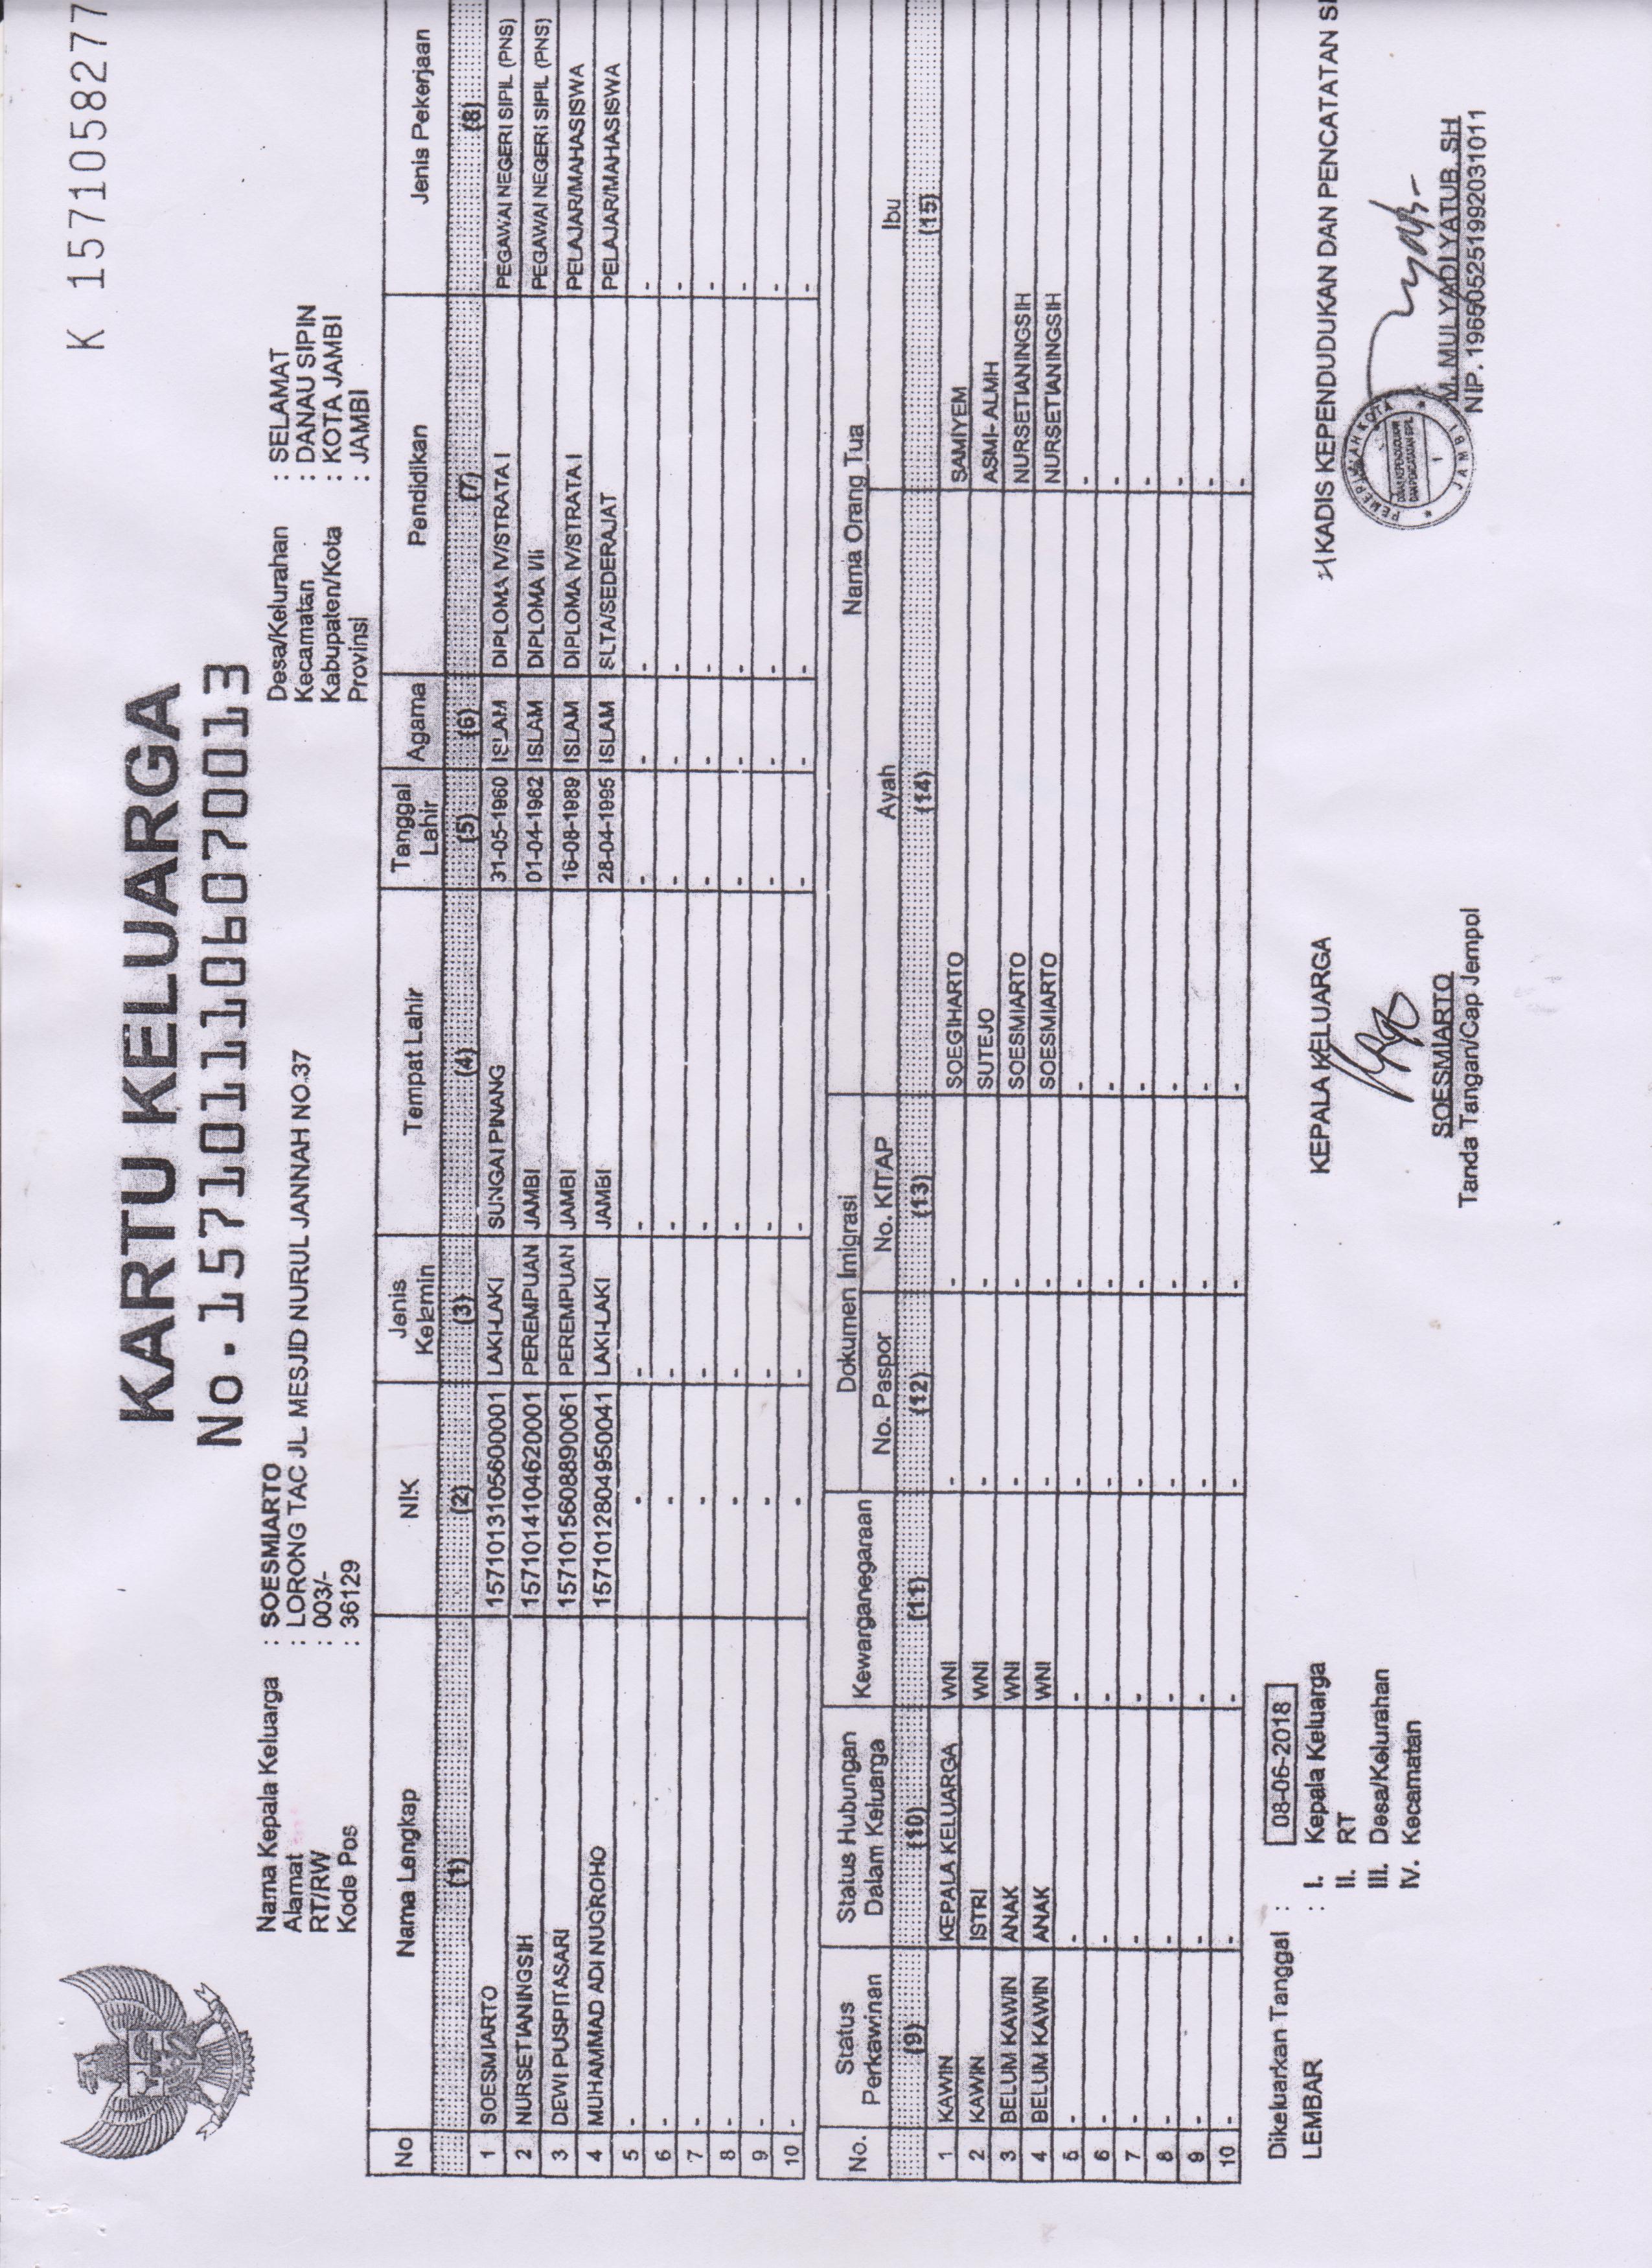 K 1571058277
KARTU KELUARGA
No.1571011106070013
Nama Kepala Keluarga : SOESMIARTO
Alamat : LORONG TAC JL. MESJID NURUL JANNAH NO.37
RT/RW : 003/-
Kode Pos : 36129
Desa/Kelurahan : SELAMAT
Kecamatan : DANAU SIPIN
Kabupaten/Kota : KOTA JAMBI
Provinsi : JAMBI
No Nama Lengkap NIK Jenis Kelamin Tempat Lahir Tanggal Lahir Agama Pendidikan Jenis Pekerjaan
(1) (2) (3) (4) (5) (6) (7) (8)
1 SOESMIARTO 1571013105600001 LAKI-LAKI SUNGAI PINANG 31-05-1960 ISLAM DIPLOMA IV/STRATA I PEGAWAI NEGERI SIPIL (PNS)
2 NURSETIANINGSIH 1571014104620001 PEREMPUAN JAMBI 01-04-1962 ISLAM DIPLOMA I/II PEGAWAI NEGERI SIPIL (PNS)
3 DEWI PUSPITASARI 1571015608890061 PEREMPUAN JAMBI 16-08-1989 ISLAM DIPLOMA IV/STRATA I PELAJAR/MAHASISWA
4 MUHAMMAD ADI NUGROHO 1571012804950041 LAKI-LAKI JAMBI 28-04-1995 ISLAM SLTA/SEDERAJAT PELAJAR/MAHASISWA
5 - - - - - - - -
6 - - - - - - - -
7 - - - - - - - -
8 - - - - - - - -
9 - - - - - - - -
10 - - - - - - - -
No. Status Perkawinan Status Hubungan Dalam Keluarga Kewarganegaraan Dokumen Imigrasi Nama Orang Tua
No. Paspor No. KITAP Ayah Ibu
(9) (10) (11) (12) (13) (14) (15)
1 KAWIN KEPALA KELUARGA WNI - - SOEGIHARTO SAMIYEM
2 KAWIN ISTRI WNI - - SUTEJO ASMI- ALMH
3 BELUM KAWIN ANAK WNI - - SOESMIARTO NURSETIANINGSIH
4 BELUM KAWIN ANAK WNI - - SOESMIARTO NURSETIANINGSIH
5 - - - - - - -
6 - - - - - - -
7 - - - - - - -
8 - - - - - - -
9 - - - - - - -
10 - - - - - - -
Dikeluarkan Tanggal : 08-06-2018
LEMBAR : I. Kepala Keluarga
II. RT
III. Desa/Kelurahan
IV. Kecamatan
KEPALA KELUARGA
SOESMIARTO
Tanda Tangan/Cap Jempol
KADIS KEPENDUDUKAN DAN PENCATATAN
PEMERINTAH KOTA
DINAS KEPENDUDUKAN
DAN PENCATATAN SIPIL
1
JAMBI
M. MULYADI YATUB, SH
NIP. 196505251992031011